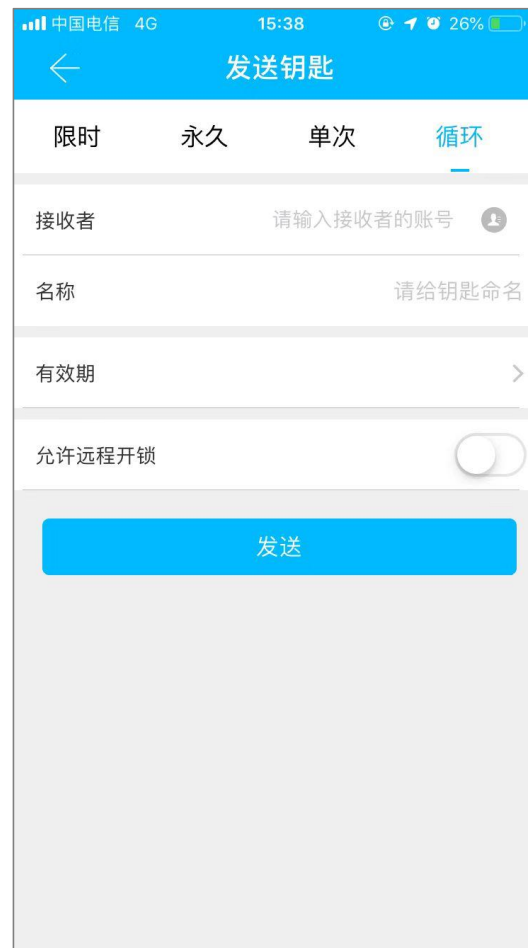 中国电信 4G 15:38 26%
发送钥匙
限时 永久 单次 循环
接收者 请输入接收者的账号
名称 请给钥匙命名
有效期
允许远程开锁
发送